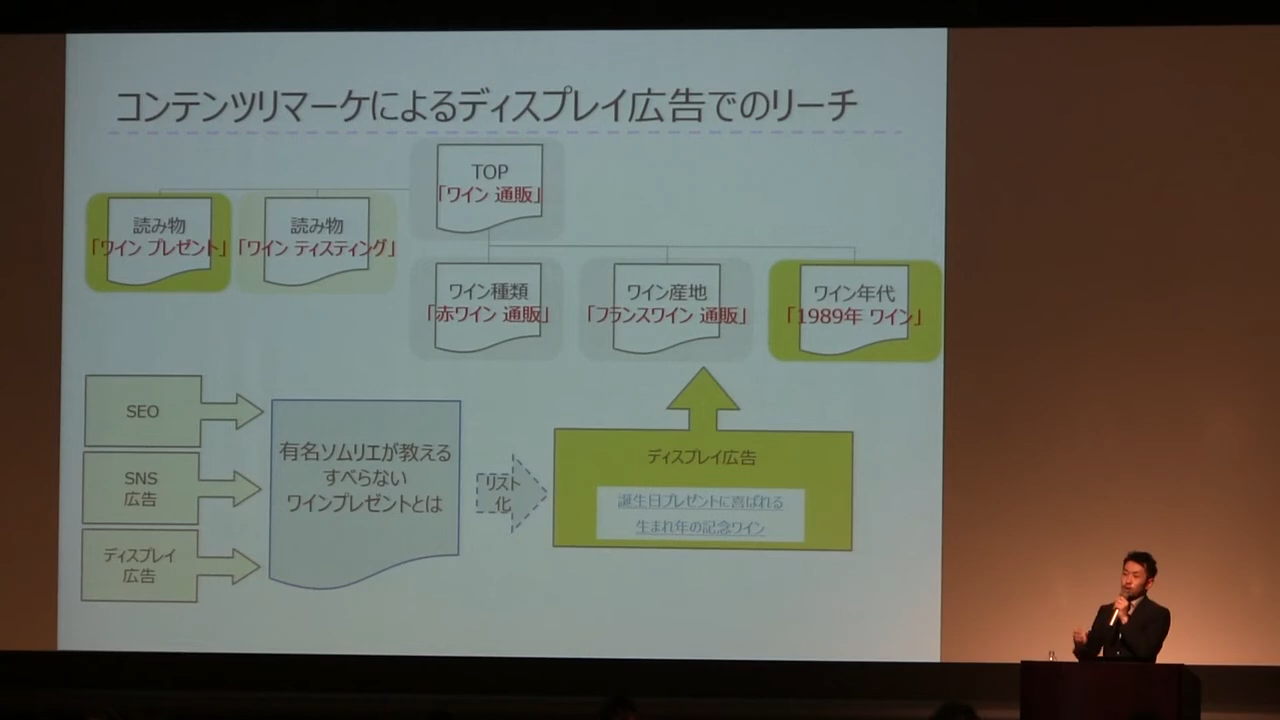 コンテンツリマーケによるディスプレイ広告でのリーチ
TOP
「ワイン 通販」
読み物
「ワイン プレゼント」
読み物
「ワイン ティスティング」
ワイン種類
「赤ワイン 通販」
ワイン産地
「フランスワイン 通販」
ワイン年代
「1989年 ワイン」
SEO
SNS
広告
ディスプレイ
広告
有名ソムリエが教える
すべらない
ワインプレゼントとは
リスト
化
ディスプレイ広告
誕生日プレゼントに喜ばれる
生まれ年の記念ワイン